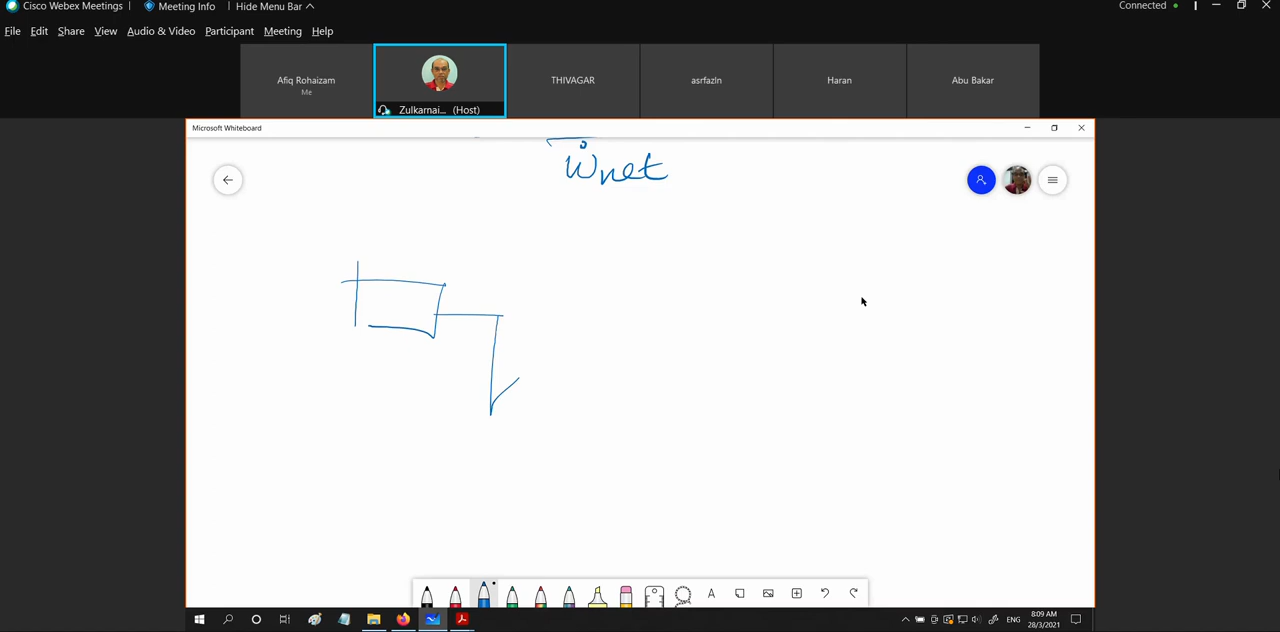 Cisco Webex Meetings | Meeting Info | Hide Menu Bar
Connected
File Edit Share View Audio & Video Participant Meeting Help
Afiq Rohaizam
Me
Zulkarnai... (Host)
THIVAGAR
asrfazln
Haran
Abu Bakar
Microsoft Whiteboard
Ẇnet
A
ENG
8:09 AM
28/3/2021